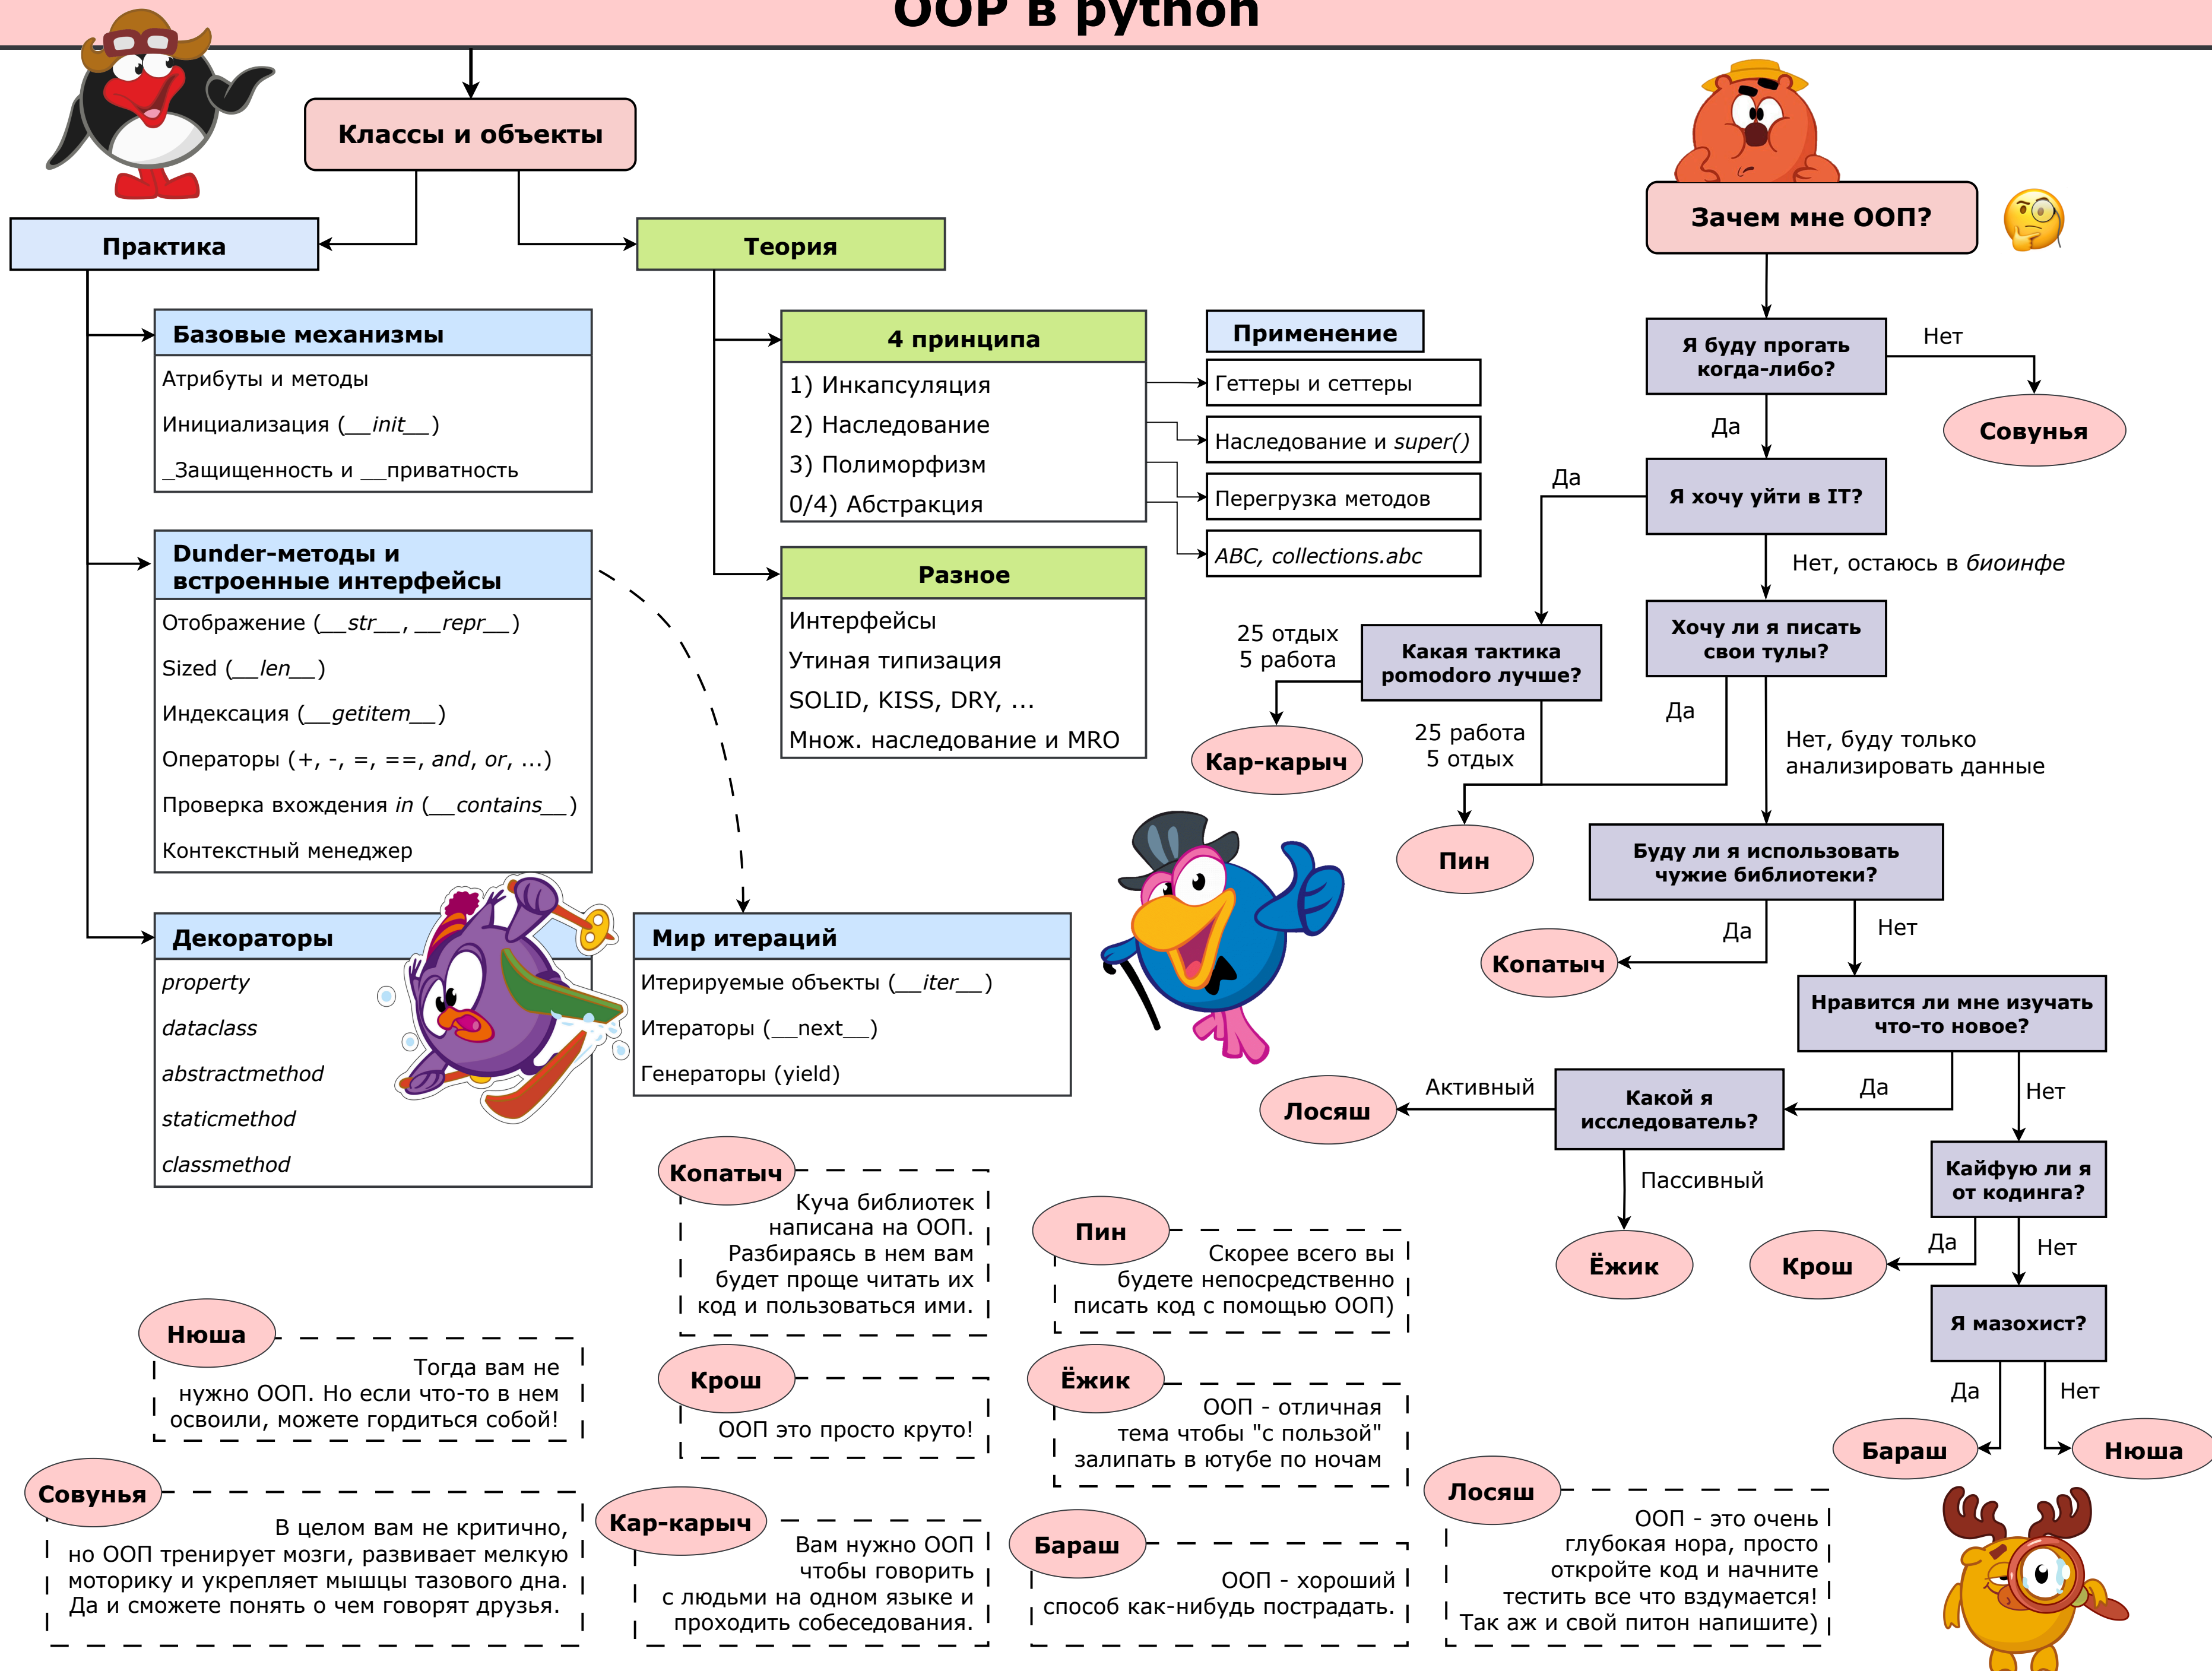 OOP в python
Классы и объекты
Практика
Теория
Базовые механизмы
Атрибуты и методы
Инициализация (__init__)
_Защищенность и __приватность
Dunder-методы и
встроенные интерфейсы
Отображение (__str__, __repr__)
Sized (__len__)
Индексация (__getitem__)
Операторы (+, -, =, ==, and, or, ...)
Проверка вхождения in (__contains__)
Контекстный менеджер
Декораторы
property
dataclass
abstractmethod
staticmethod
classmethod
Мир итераций
Итерируемые объекты (__iter__)
Итераторы (__next__)
Генераторы (yield)
4 принципа
1) Инкапсуляция
2) Наследование
3) Полиморфизм
0/4) Абстракция
Применение
Геттеры и сеттеры
Наследование и super()
Перегрузка методов
ABC, collections.abc
Разное
Интерфейсы
Утиная типизация
SOLID, KISS, DRY, ...
Множ. наследование и MRO
Зачем мне ООП?
Я буду прогать
когда-либо?
Нет
Совунья
Да
Я хочу уйти в IT?
Да
Нет, остаюсь в биоинфе
Какая тактика
pomodoro лучше?
25 отдых
5 работа
Кар-карыч
25 работа
5 отдых
Хочу ли я писать
свои тулы?
Да
Пин
Нет, буду только
анализировать данные
Буду ли я использовать
чужие библиотеки?
Да
Копатыч
Нет
Нравится ли мне изучать
что-то новое?
Да
Нет
Какой я
исследователь?
Активный
Лосяш
Пассивный
Ёжик
Кайфую ли я
от кодинга?
Да
Крош
Нет
Я мазохист?
Да
Нет
Бараш
Нюша
Копатыч
Куча библиотек
написана на ООП.
Разбираясь в нем вам
будет проще читать их
код и пользоваться ими.
Пин
Скорее всего вы
будете непосредственно
писать код с помощью ООП)
Нюша
Тогда вам не
нужно ООП. Но если что-то в нем
освоили, можете гордиться собой!
Крош
ООП это просто круто!
Ёжик
ООП - отличная
тема чтобы "с пользой"
залипать в ютубе по ночам
Совунья
В целом вам не критично,
но ООП тренирует мозги, развивает мелкую
моторику и укрепляет мышцы тазового дна.
Да и сможете понять о чем говорят друзья.
Кар-карыч
Вам нужно ООП
чтобы говорить
с людьми на одном языке и
проходить собеседования.
Бараш
ООП - хороший
способ как-нибудь пострадать.
Лосяш
ООП - это очень
глубокая нора, просто
откройте код и начните
тестить все что вздумается!
Так аж и свой питон напишите)